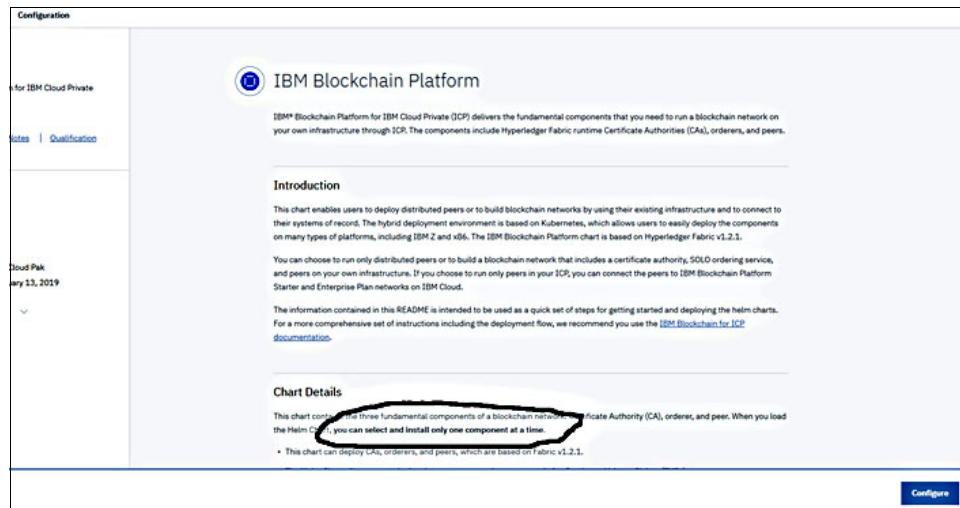 Configuration
n for IBM Cloud Private
Notes | Qualification
Cloud Pak
ary 13, 2019
IBM Blockchain Platform
IBM® Blockchain Platform for IBM Cloud Private (ICP) delivers the fundamental components that you need to run a blockchain network on
your own infrastructure through ICP. The components include Hyperledger Fabric runtime Certificate Authorities (CAs), orderers, and peers.
Introduction
This chart enables users to deploy distributed peers or to build blockchain networks by using their existing infrastructure and to connect to
their systems of record. The hybrid deployment environment is based on Kubernetes, which allows users to easily deploy the components
on many types of platforms, including IBM Z and x86. The IBM Blockchain Platform chart is based on Hyperledger Fabric v1.2.1.
You can choose to run only distributed peers or to build a blockchain network that includes a certificate authority, SOLO ordering service,
and peers on your own infrastructure. If you choose to run only peers in your ICP, you can connect the peers to IBM Blockchain Platform
Starter and Enterprise Plan networks on IBM Cloud.
The information contained in this README is intended to be used as a quick set of steps for getting started and deploying the helm charts.
For a more comprehensive set of instructions including the deployment flow, we recommend you use the IBM Blockchain for ICP
documentation.
Chart Details
This chart the three fundamental components of a blockchain network Authority (CA), orderer, and peer. When you load
the Helm you can select and install only one component at a time.
• This chart can deploy CAs, orderers, and peers, which are based on Fabric v1.2.1.
Configure